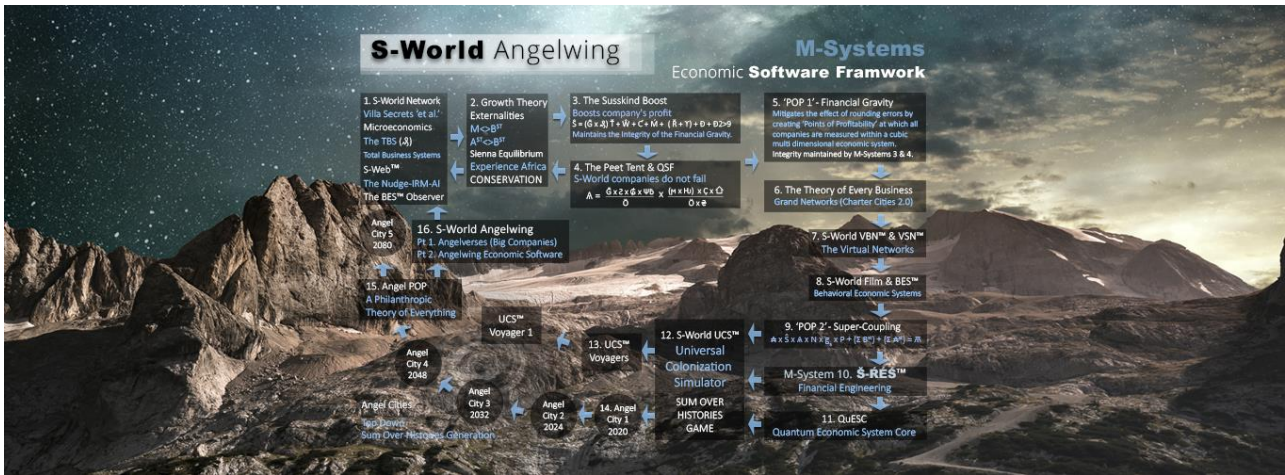 S-World Angelwing
M-Systems
Economic Software Framwork
1. S-World Network
Villa Secrets 'et al.'
Microeconomics
The TBS
Total Business Systems
S-Web™
The Nudge-IRM-AI
The BES™ Observer
2. Growth Theory
Externalities
M<>Bˢᵀ
Aˢᵀ<>Bˢᵀ
Sienna Equilibrium
Experience Africa
CONSERVATION
3. The Susskind Boost
Boosts company's profit
Maintains the Integrity of the Financial Gravity.
4. The Peet Tent & QSF
S-World companies do not fail
5. 'POP 1'- Financial Gravity
Mitigates the effect of rounding errors by
creating 'Points of Profitability' at which all
companies are measured within a cubic
multi dimensional economic system.
Integrity maintained by M-Systems 3 & 4.
6. The Theory of Every Business
Grand Networks (Charter Cities 2.0)
7. S-World VBN™ & VSN™
The Virtual Networks
8. S-World Film & BES™
Behavioral Economic Systems
9. 'POP 2'- Super-Coupling
M-System 10. Š-ŔÉŚ™
Financial Engineering
11. QuESC
Quantum Economic System Core
12. S-World UCS™
Universal
Colonization
Simulator
SUM OVER
HISTORIES
GAME
13. UCS™
Voyagers
UCS™
Voyager 1
14. Angel
City 1
2020
Angel
City 2
2024
Angel
City 3
2032
Angel
City 4
2048
Angel Cities
Top Down
Sum Over Histories Generation
15. Angel POP
A Philanthropic
Theory of Everything
16. S-World Angelwing
Pt 1. Angelverses (Big Companies)
Pt 2. Angelwing Economic Software
Angel
City 5
2080